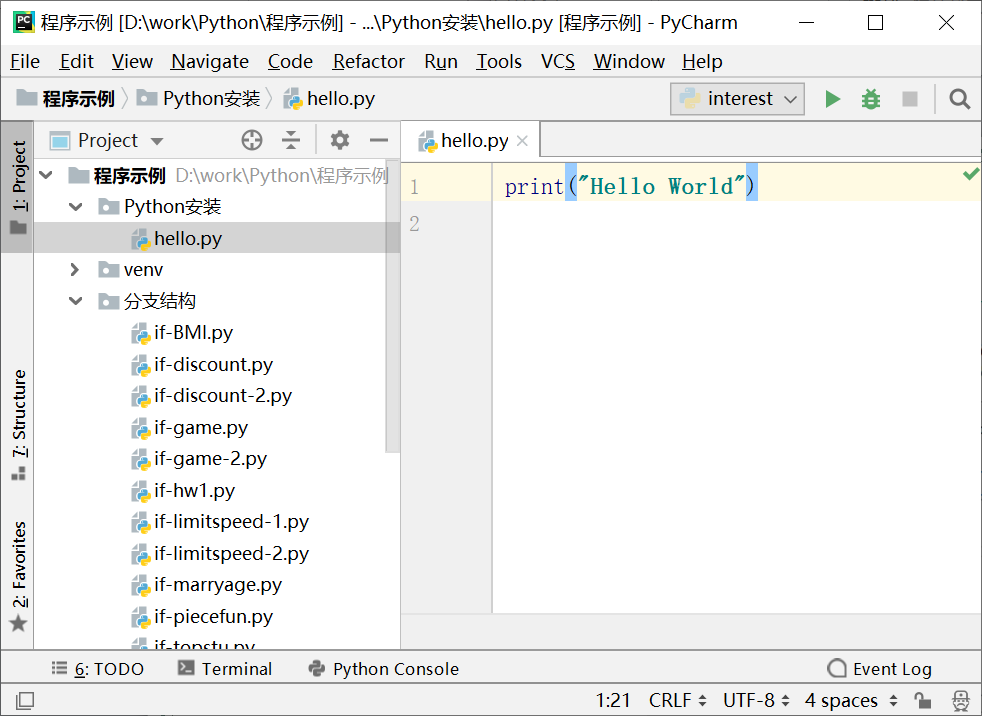 程序示例 [D:\work\Python\程序示例] - ...\Python安装\hello.py [程序示例] - PyCharm
File Edit View Navigate Code Refactor Run Tools VCS Window Help
程序示例 Python安装 hello.py interest
1: Project
7: Structure
2: Favorites
Project
程序示例 D:\work\Python\程序示例
Python安装
hello.py
venv
分支结构
if-BMI.py
if-discount.py
if-discount-2.py
if-game.py
if-game-2.py
if-hw1.py
if-limitspeed-1.py
if-limitspeed-2.py
if-marryage.py
if-piecefun.py
if-topstu.py
hello.py
1 print("Hello World")
2
6: TODO Terminal Python Console Event Log
1:21 CRLF UTF-8 4 spaces